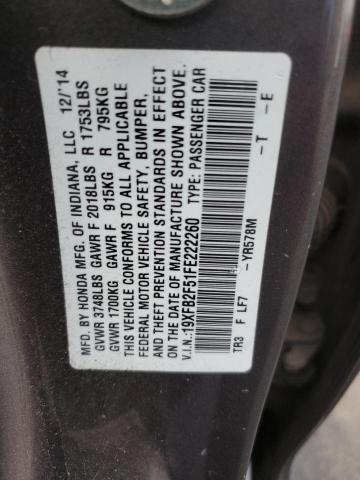 MFD. BY HONDA MFG. OF INDIANA, LLC 12/'14
GVWR 3748LBS GAWR F 2018LBS R 1753LBS
GVWR 1700KG GAWR F 915KG R 795KG
THIS VEHICLE CONFORMS TO ALL APPLICABLE
FEDERAL MOTOR VEHICLE SAFETY, BUMPER,
AND THEFT PREVENTION STANDARDS IN EFFECT
ON THE DATE OF MANUFACTURE SHOWN ABOVE.
V.I.N.: 19XFB2F51FE222260 TYPE: PASSENGER CAR
- YR578M - T - E
TR3 F LF7